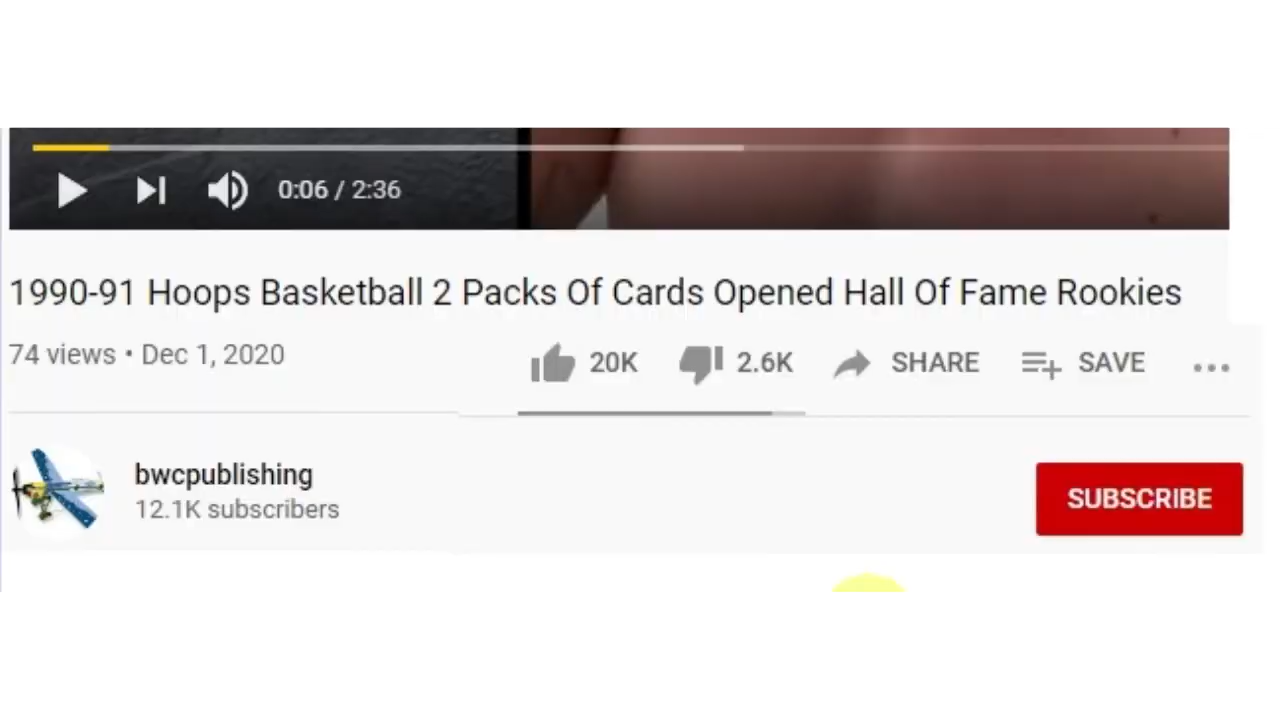 0:06 / 2:36
1990-91 Hoops Basketball 2 Packs Of Cards Opened Hall Of Fame Rookies
74 views • Dec 1, 2020
20K 2.6K SHARE SAVE
bwcpublishing
12.1K subscribers
SUBSCRIBE